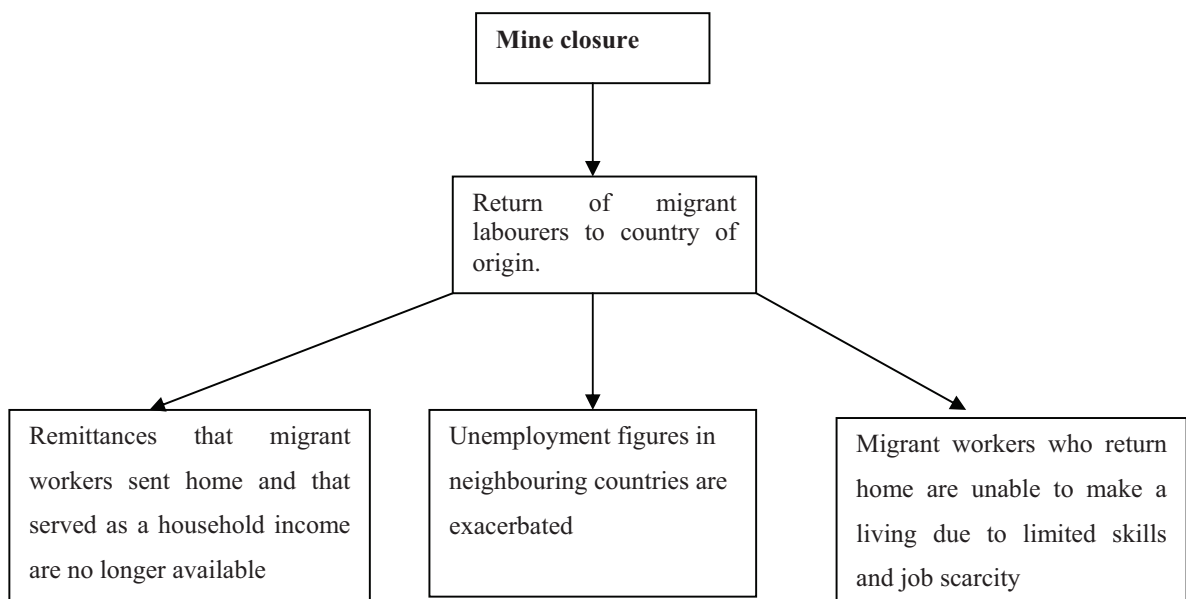 Mine closure
Return of migrant
labourers to country of
origin.
Remittances that migrant
workers sent home and that
served as a household income
are no longer available
Unemployment figures in
neighbouring countries are
exacerbated
Migrant workers who return
home are unable to make a
living due to limited skills
and job scarcity